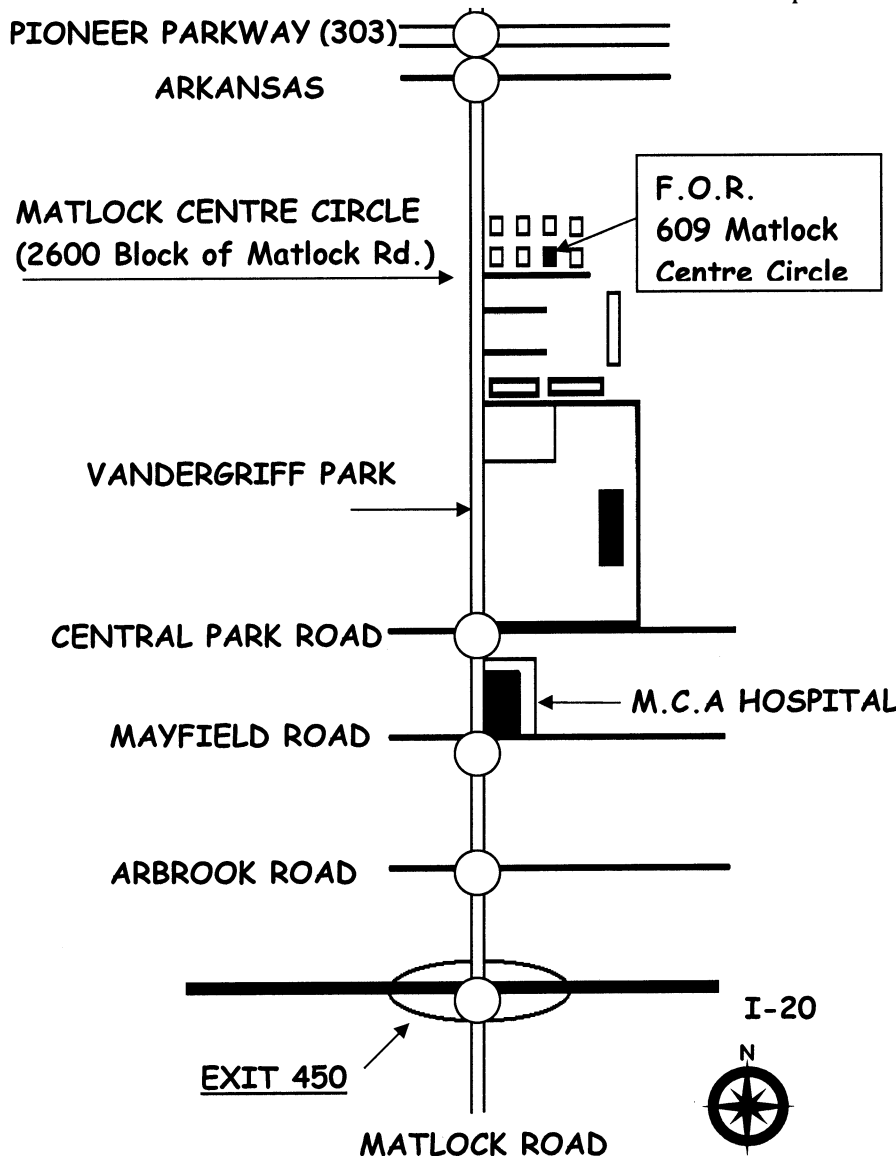 PIONEER PARKWAY (303)
ARKANSAS
MATLOCK CENTRE CIRCLE
(2600 Block of Matlock Rd.)
F.O.R.
609 Matlock
Centre Circle
VANDERGRIFF PARK
CENTRAL PARK ROAD
M.C.A HOSPITAL
MAYFIELD ROAD
ARBROOK ROAD
I-20
EXIT 450
N
MATLOCK ROAD